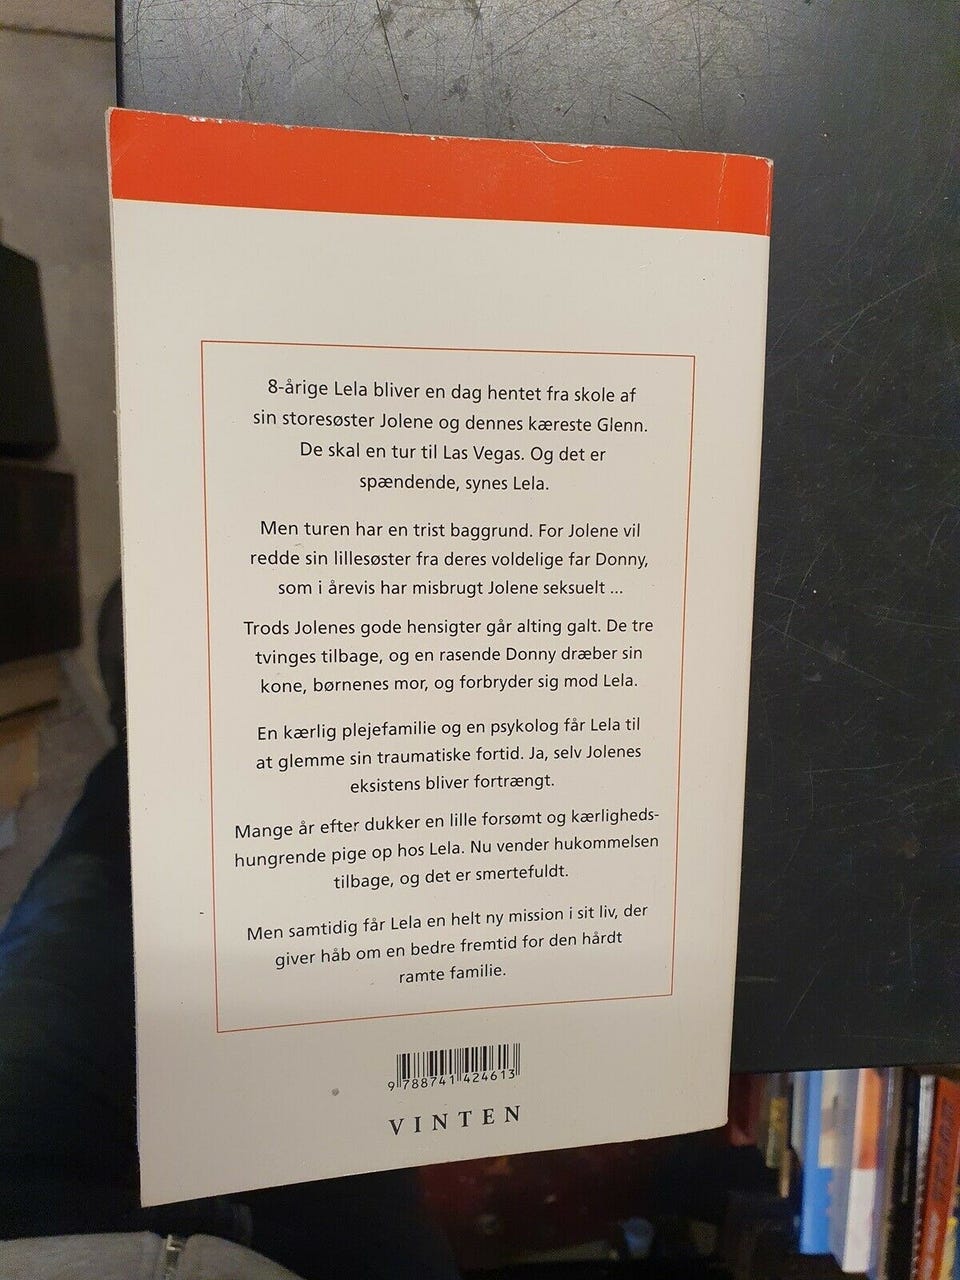 8-årige Lela bliver en dag hentet fra skole af
sin storesøster Jolene og dennes kæreste Glenn.
De skal en tur til Las Vegas. Og det er
spændende, synes Lela.
Men turen har en trist baggrund. For Jolene vil
redde sin lillesøster fra deres voldelige far Donny,
som i årevis har misbrugt Jolene seksuelt ...
Trods Jolenes gode hensigter går alting galt. De tre
tvinges tilbage, og en rasende Donny dræber sin
kone, børnenes mor, og forbryder sig mod Lela.
En kærlig plejefamilie og en psykolog får Lela til
at glemme sin traumatiske fortid. Ja, selv Jolenes
eksistens bliver fortrængt.
Mange år efter dukker en lille forsømt og kærligheds-
hungrende pige op hos Lela. Nu vender hukommelsen
tilbage, og det er smertefuldt.
Men samtidig får Lela en helt ny mission i sit liv, der
giver håb om en bedre fremtid for den hårdt
ramte familie.
9 788741 424613
VINTEN